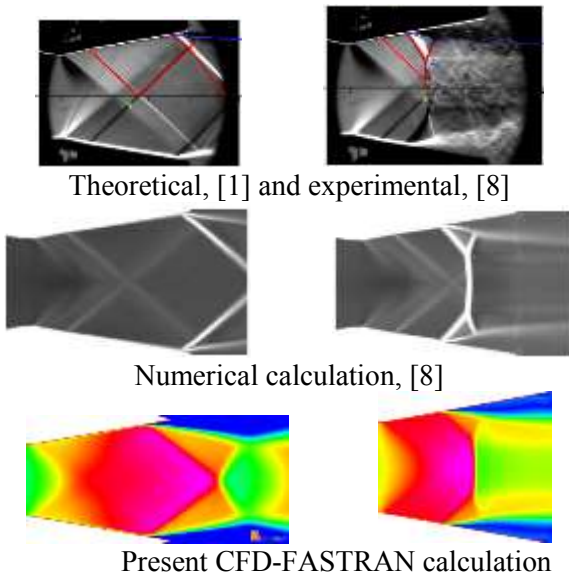 Theoretical, [1] and experimental, [8]
Numerical calculation, [8]
Present CFD-FASTRAN calculation